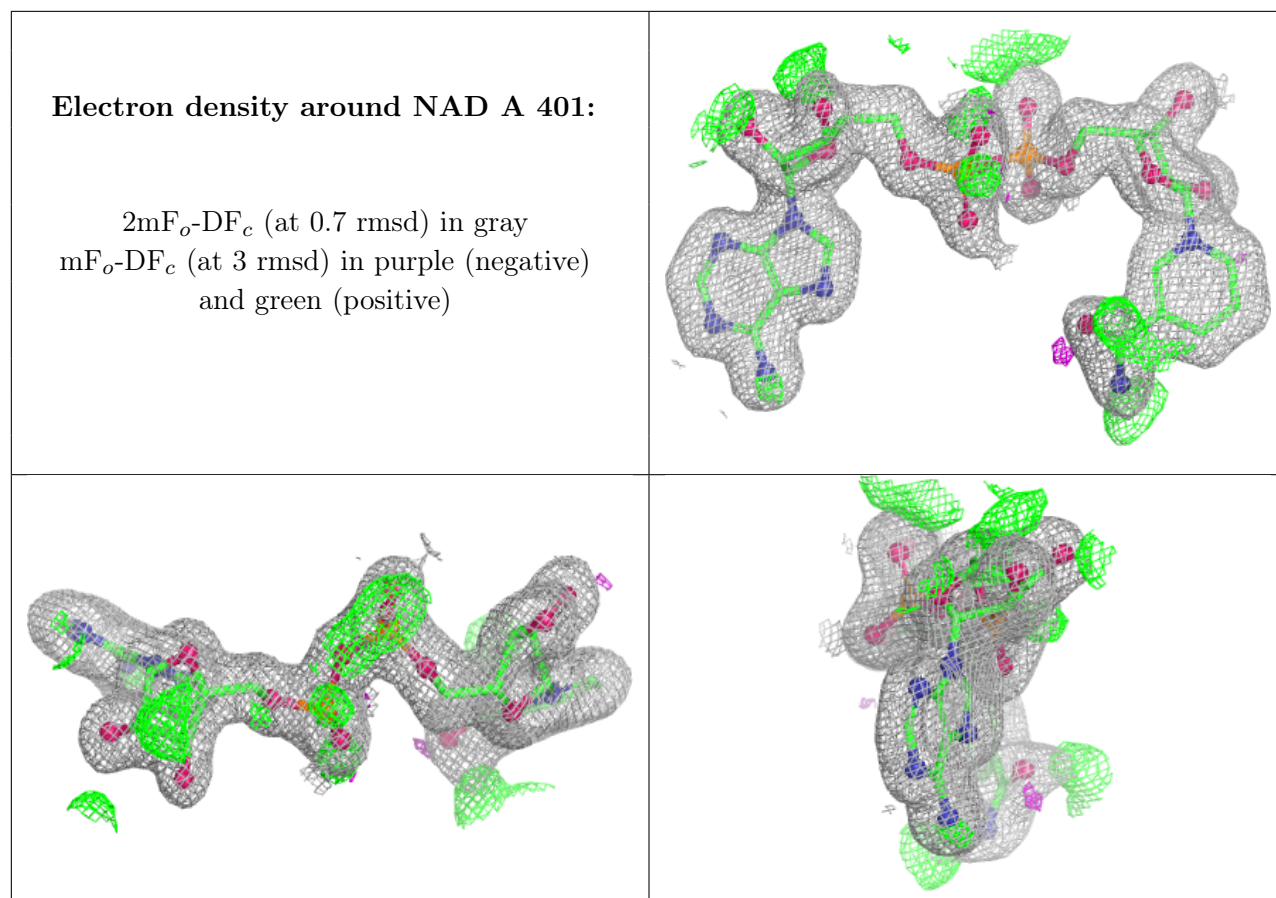 Electron density around NAD A 401:
2mFo-DFc (at 0.7 rmsd) in gray
mFo-DFc (at 3 rmsd) in purple (negative)
and green (positive)